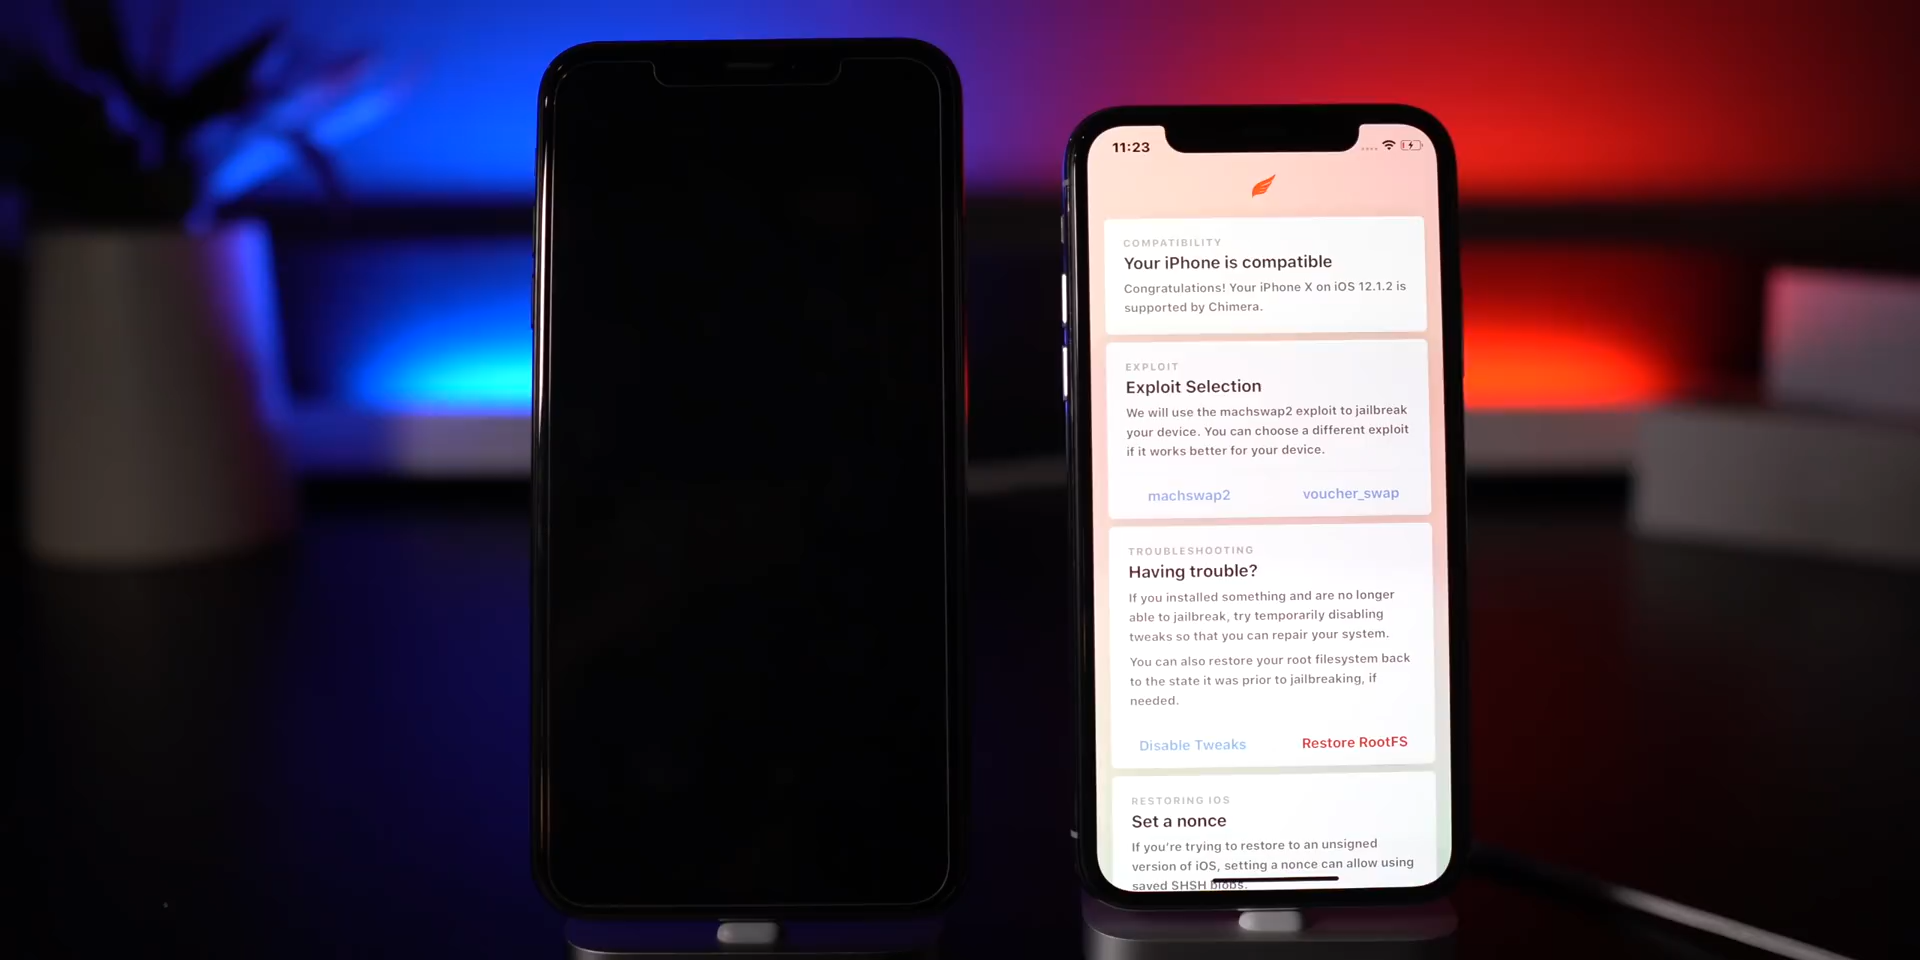 11:23
COMPATIBILITY
Your iPhone is compatible
Congratulations! Your iPhone X on iOS 12.1.2 is
supported by Chimera.
EXPLOIT
Exploit Selection
We will use the machswap2 exploit to jailbreak
your device. You can choose a different exploit
if it works better for your device.
machswap2 voucher_swap
TROUBLESHOOTING
Having trouble?
If you installed something and are no longer
able to jailbreak, try temporarily disabling
tweaks so that you can repair your system.
You can also restore your root filesystem back
to the state it was prior to jailbreaking, if
needed.
Disable Tweaks Restore RootFS
RESTORING IOS
Set a nonce
If you're trying to restore to an unsigned
version of iOS, setting a nonce can allow using
saved SHSH blobs.